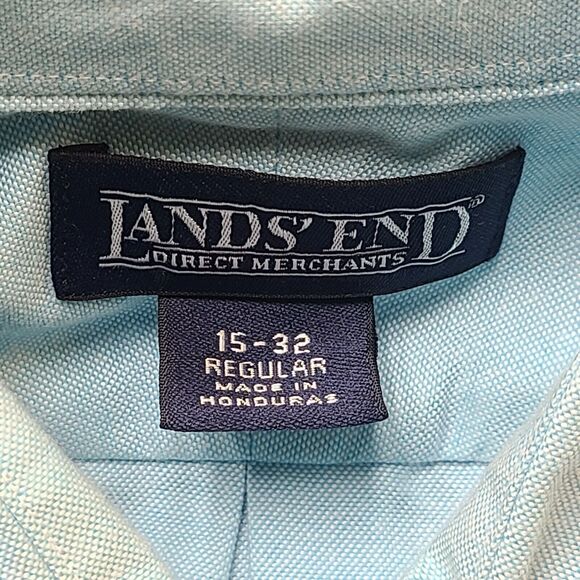 LANDS' END®
DIRECT MERCHANTS
15-32
REGULAR
MADE IN
HONDURAS